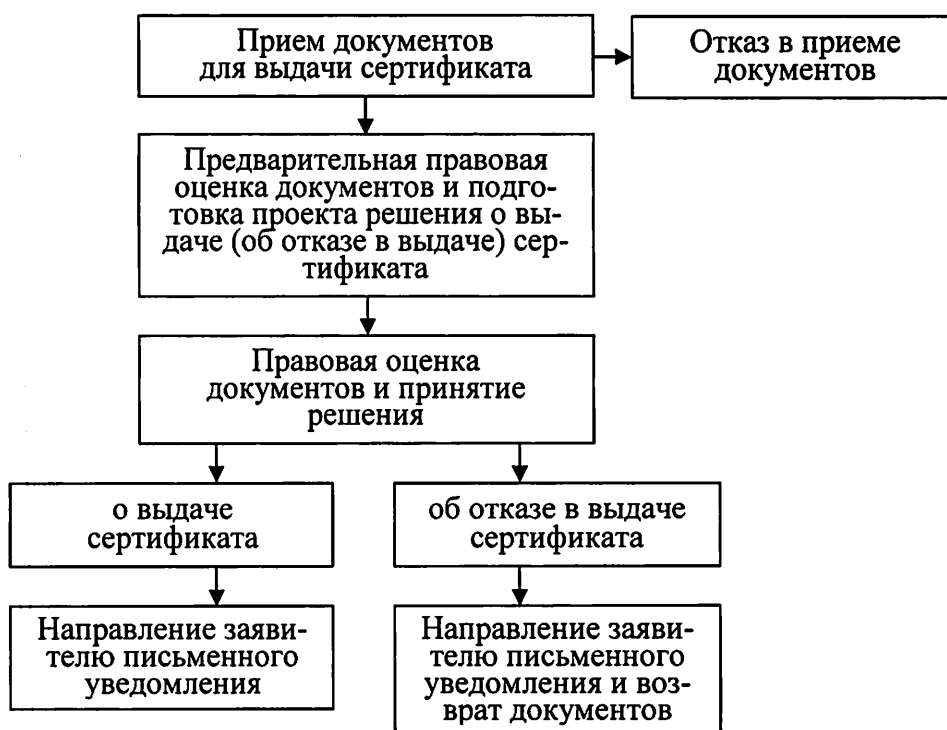 Прием документов
для выдачи сертификата
Отказ в приеме
документов
Предварительная правовая
оценка документов и подго-
товка проекта решения о вы-
даче (об отказе в выдаче) сер-
тификата
Правовая оценка
документов и принятие
решения
о выдаче
сертификата
об отказе в выдаче
сертификата
Направление заяви-
телю письменного
уведомления
Направление заяви-
телю письменного
уведомления и воз-
врат документов